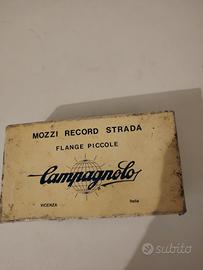 MOZZI RECORD STRADA
FLANGE PICCOLE
Campagnolo
VICENZA Italia
subito